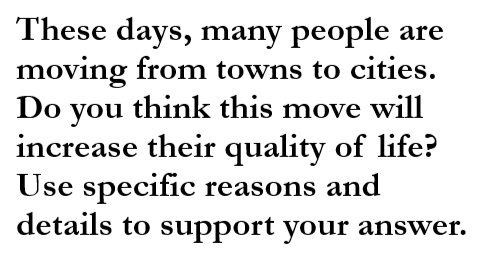 These days, many people are
moving from towns to cities.
Do you think this move will
increase their quality of life?
Use specific reasons and
details to support your answer.